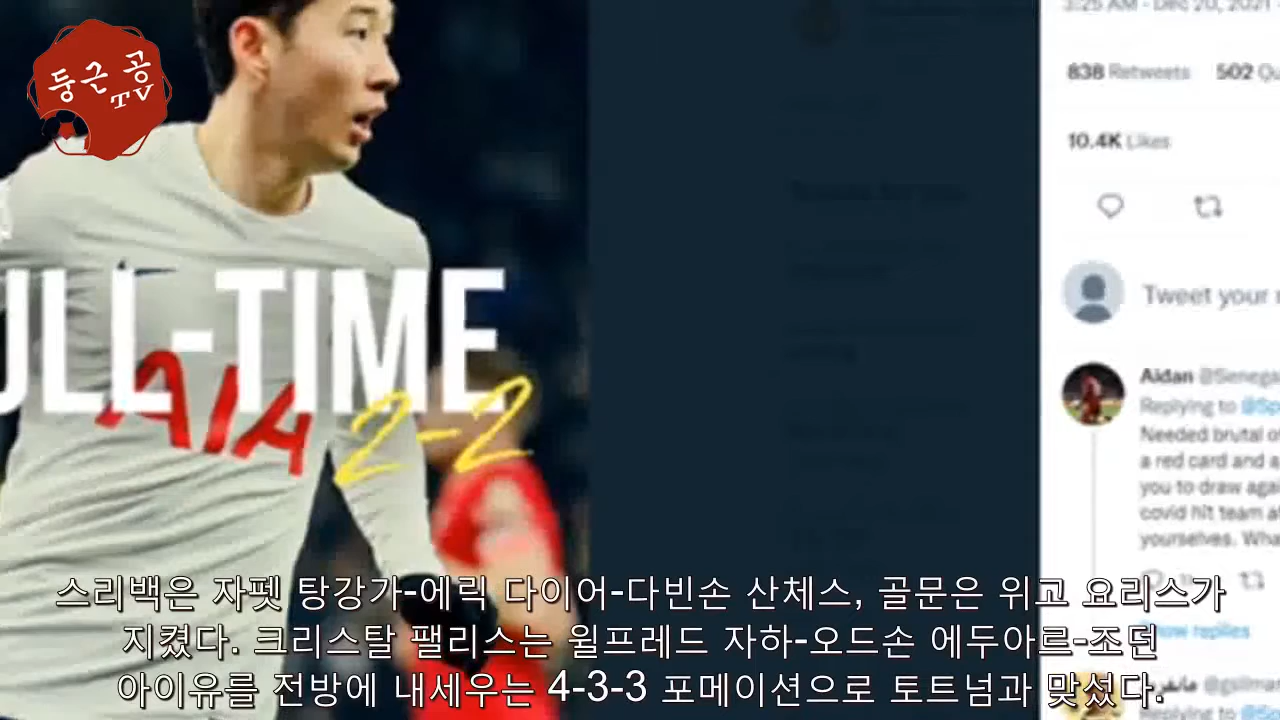 둥근 공
TV
3:25 AM - Dec 20, 2021
838 Retweets 502
10.4K Likes
ULL-TIME
AIA
2-2
Tweet your
Aidan
Replying to
Needed brutal
a red card and a
you to draw
covid hit team
yourselves.
스리백은 자펫 탕강가-에릭 다이어-다빈손 산체스, 골문은 위고 요리스가
지켰다. 크리스탈 팰리스는 윌프레드 자하-오드손 에두아르-조던
아이유를 전방에 내세우는 4-3-3 포메이션으로 토트넘과 맞섰다.
replies
Replying to